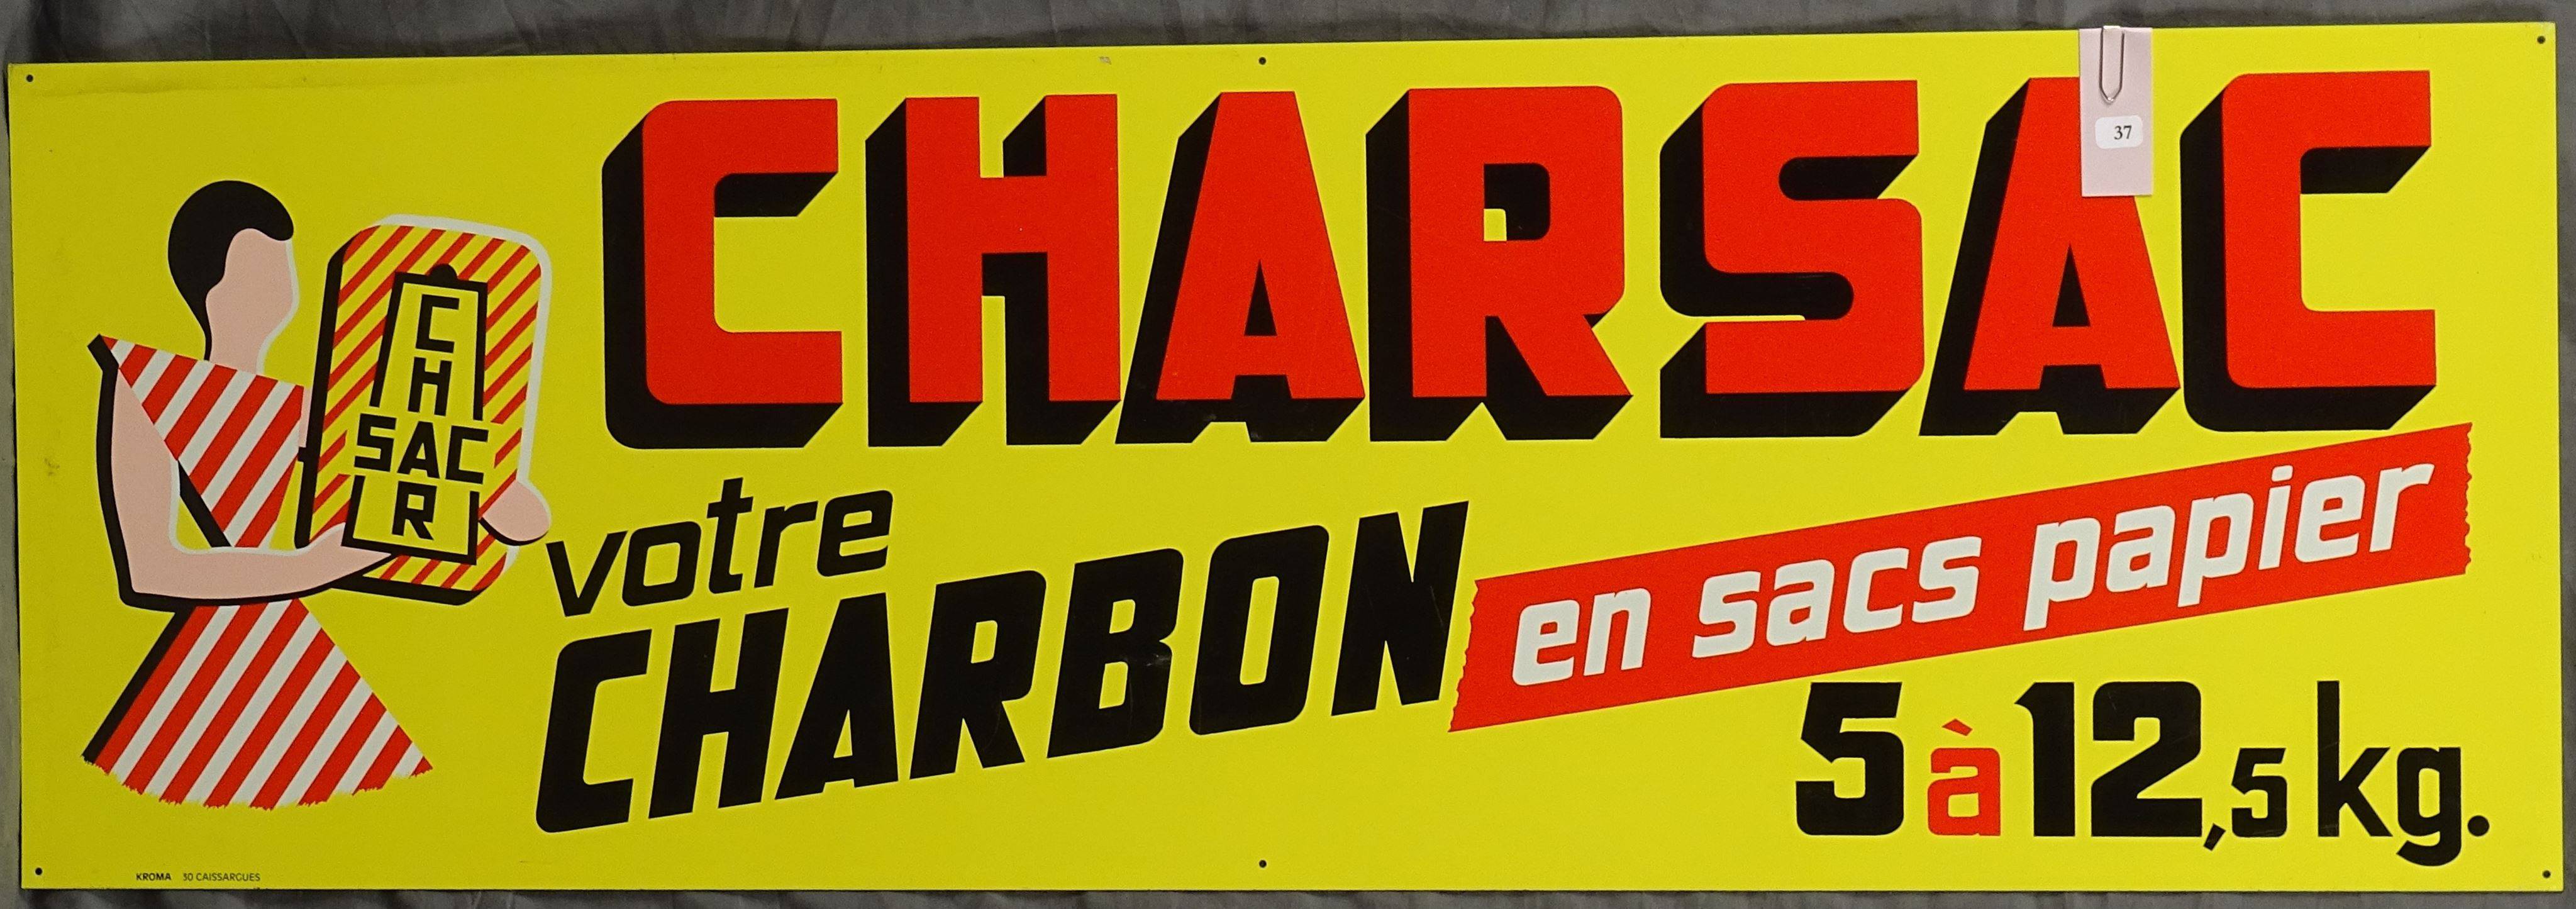 CHARSAC
37
C
H
SAC
R
votre
CHARBON en sacs papier
5 à 12,5 kg.
KROMA 30 CAISSARGUES